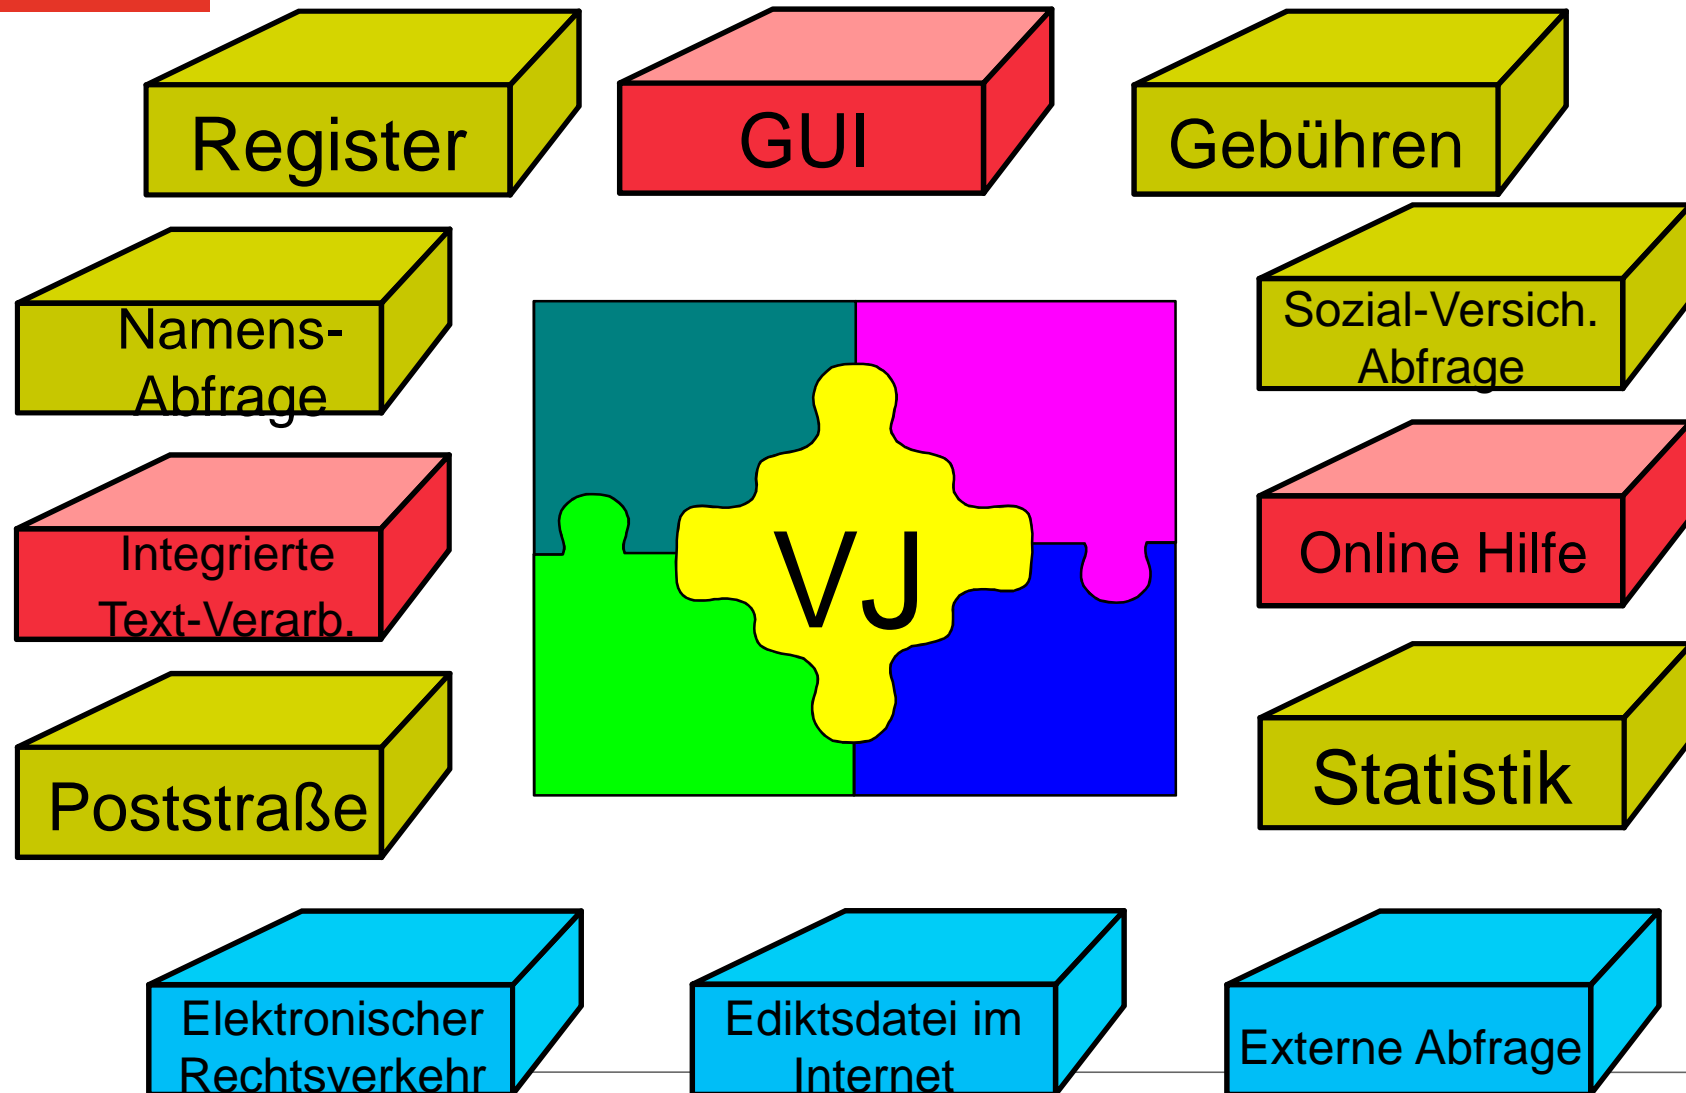 Register
GUI
Gebühren
Namens-
Abfrage
Sozial-Versich.
Abfrage
Integrierte
Text-Verarb.
VJ
Online Hilfe
Poststraße
Statistik
Elektronischer
Rechtsverkehr
Ediktsdatei im
Internet
Externe Abfrage